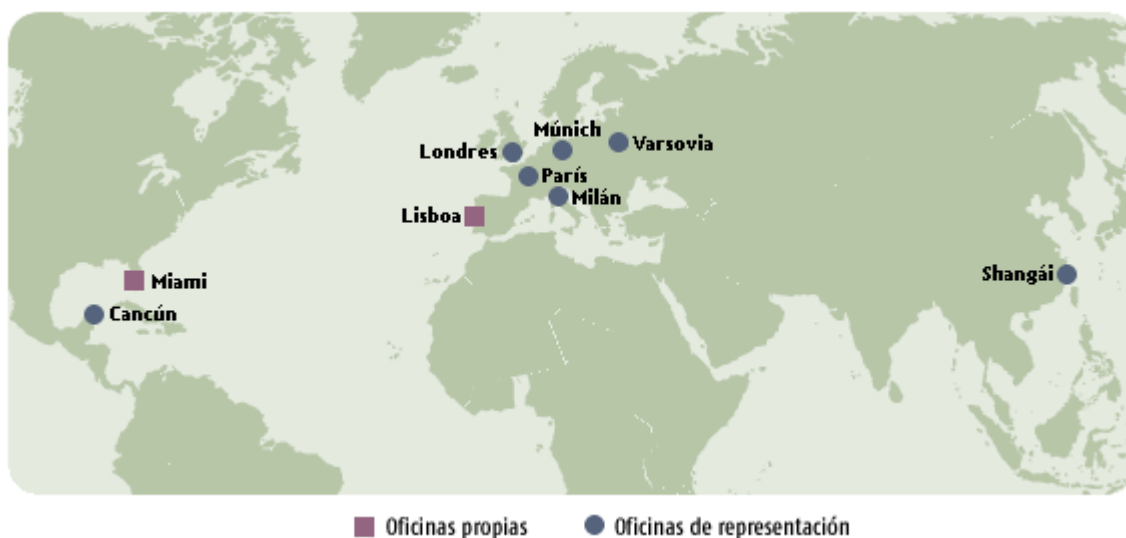 Múnich
Londres
Varsovia
París
Milán
Lisboa
Shangái
Miami
Cancún
Oficinas propias
Oficinas de representación